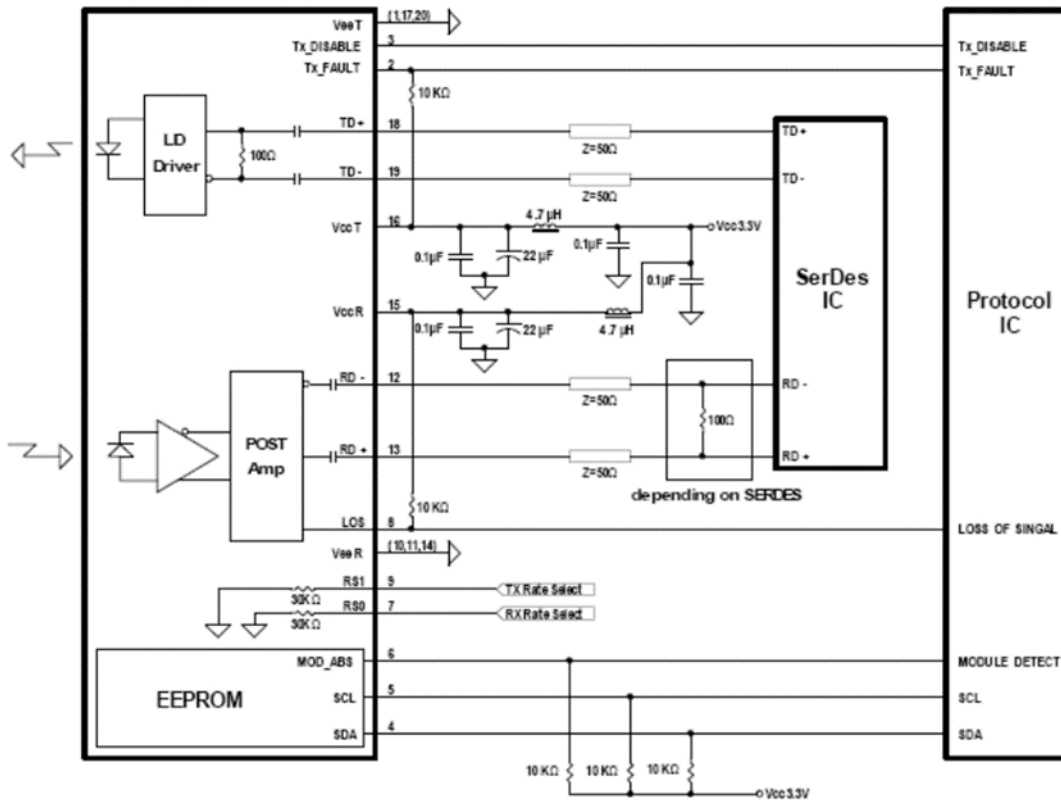 VeeT (1,17,20)
Tx_DISABLE 3 Tx_DISABLE
Tx_FAULT 2 Tx_FAULT
10 KΩ
LD
Driver
100Ω
TD+ 18 Z=50Ω TD+
TD- 19 Z=50Ω TD-
VccT 16 4.7 μH Vcc3.3V
0.1μF 22 μF 0.1μF 0.1μF
SerDes
IC
Protocol
IC
VccR 15
0.1μF 22 μF 4.7 μH
RD - 12 Z=50Ω RD -
POST
Amp
100Ω
RD + 13 Z=50Ω RD +
depending on SERDES
10 KΩ
LOS 8 LOSS OF SINGAL
VeeR (10,11,14)
RS1 9 TX Rate Select
30KΩ
RS0 7 RX Rate Select
30KΩ
MOD_ABS 6 MODULE DETECT
EEPROM
SCL 5 SCL
SDA 4 SDA
10 KΩ 10 KΩ 10 KΩ
Vcc3.3V